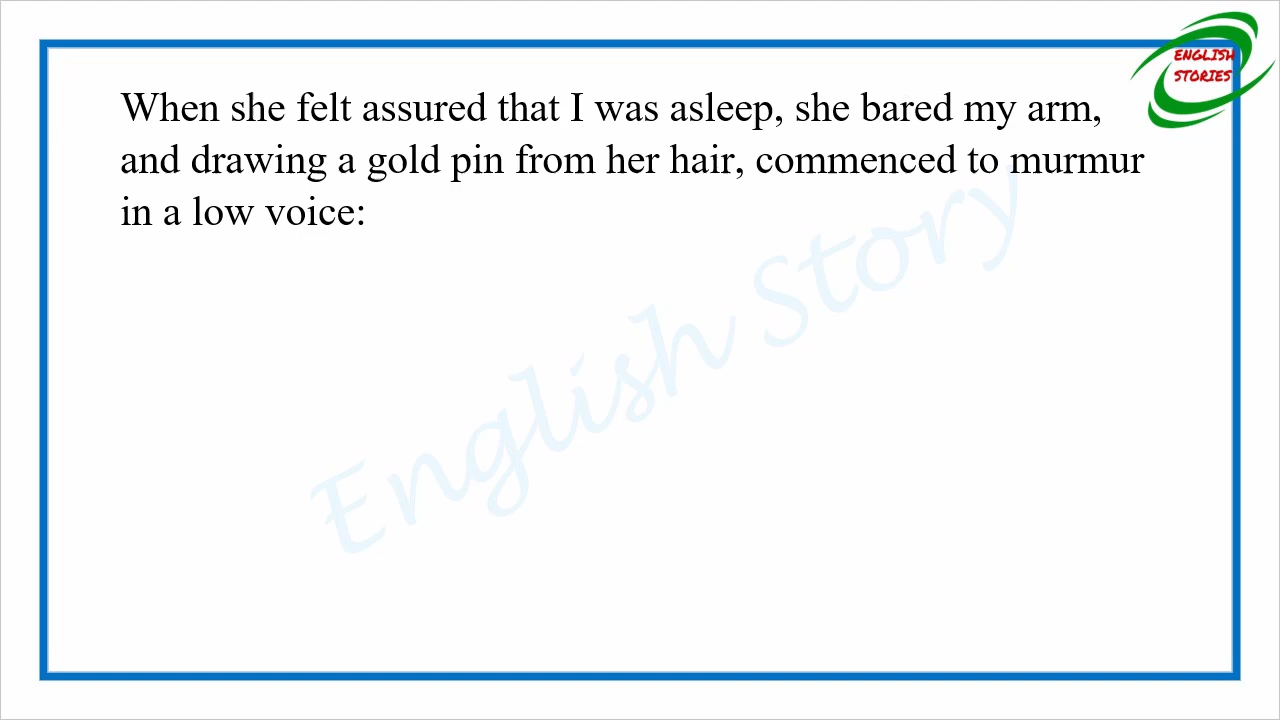 ENGLISH
STORIES
When she felt assured that I was asleep, she bared my arm,
and drawing a gold pin from her hair, commenced to murmur
in a low voice:
English Story